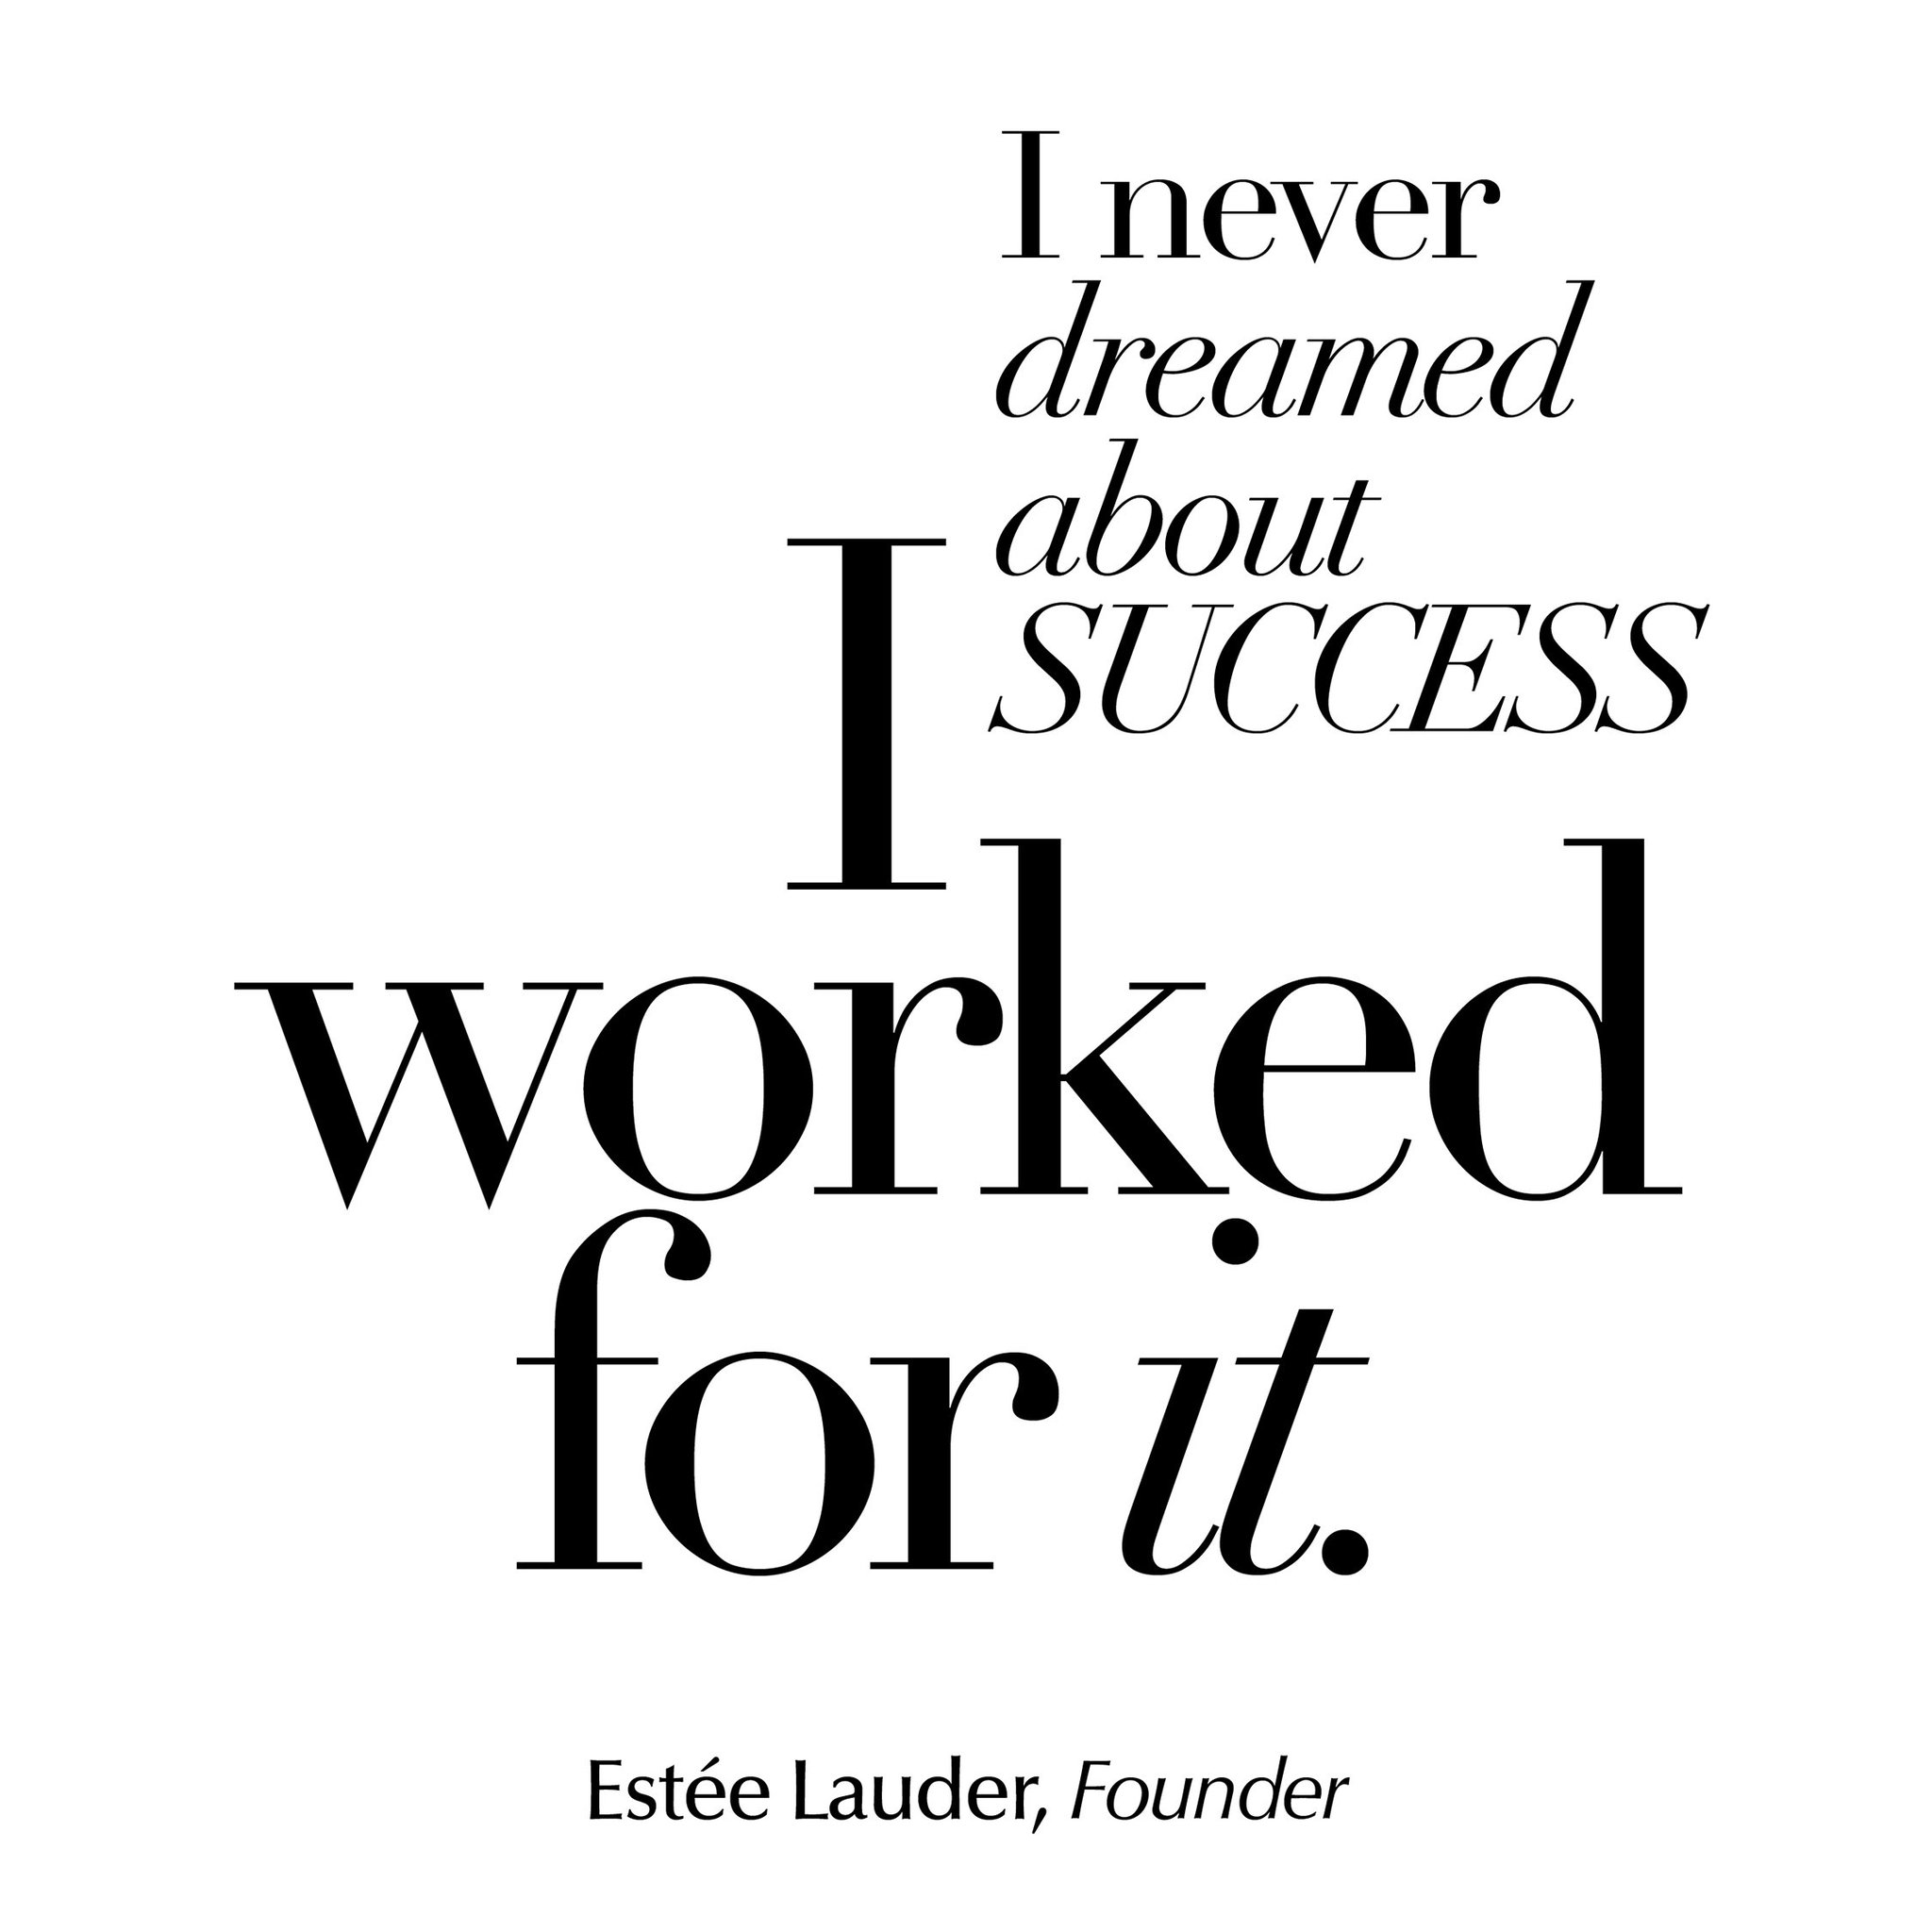 I never
dreamed
about
SUCCESS
I
worked
for it.
Estée Lauder, Founder